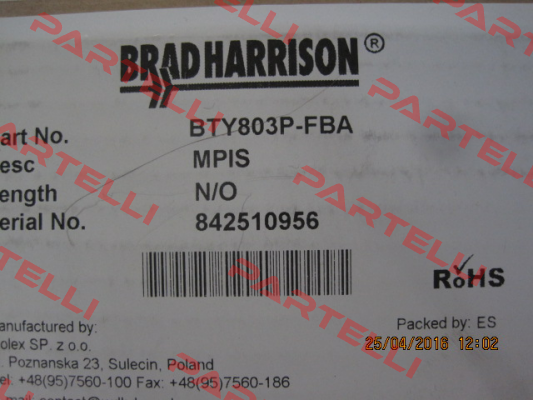 BRAD HARRISON®
art No. BTY803P-FBA
esc MPIS
ength N/O
erial No. 842510956
RoHS
anufactured by:
Packed by: ES
olex SP. z o.o.
25/04/2016 12:02
. Poznanska 23, Sulecin, Poland
el: +48(95)7560-100 Fax: +48(95)7560-186
PARTELLI
PARTELLI
PARTELLI
PARTELLI